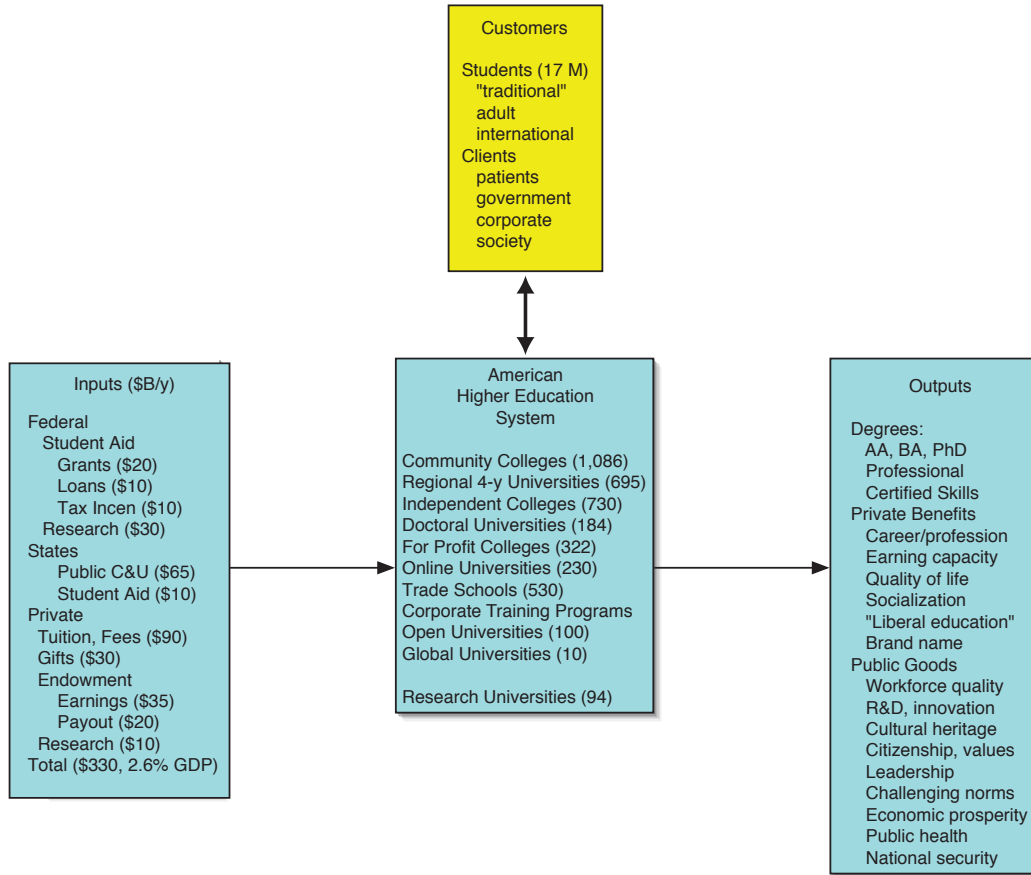 Customers
Students (17 M)
"traditional"
adult
international
Clients
patients
government
corporate
society
Inputs ($B/y)
Federal
Student Aid
Grants ($20)
Loans ($10)
Tax Incen ($10)
Research ($30)
States
Public C&U ($65)
Student Aid ($10)
Private
Tuition, Fees ($90)
Gifts ($30)
Endowment
Earnings ($35)
Payout ($20)
Research ($10)
Total ($330, 2.6% GDP)
American
Higher Education
System
Community Colleges (1,086)
Regional 4-y Universities (695)
Independent Colleges (730)
Doctoral Universities (184)
For Profit Colleges (322)
Online Universities (230)
Trade Schools (530)
Corporate Training Programs
Open Universities (100)
Global Universities (10)
Research Universities (94)
Outputs
Degrees:
AA, BA, PhD
Professional
Certified Skills
Private Benefits
Career/profession
Earning capacity
Quality of life
Socialization
"Liberal education"
Brand name
Public Goods
Workforce quality
R&D, innovation
Cultural heritage
Citizenship, values
Leadership
Challenging norms
Economic prosperity
Public health
National security